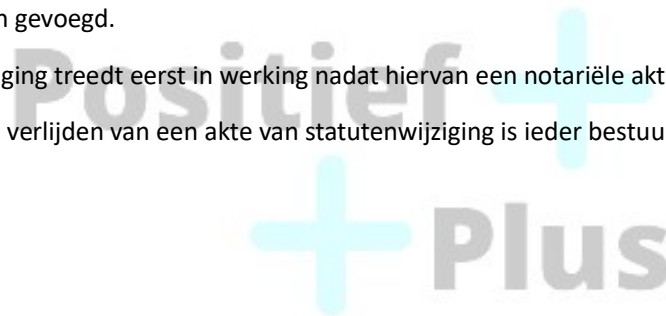 gevoegd.
ging treedt eerst in werking nadat hiervan een notariële akt
verlijden van een akte van statutenwijziging is ieder bestuu
Positief
Plus